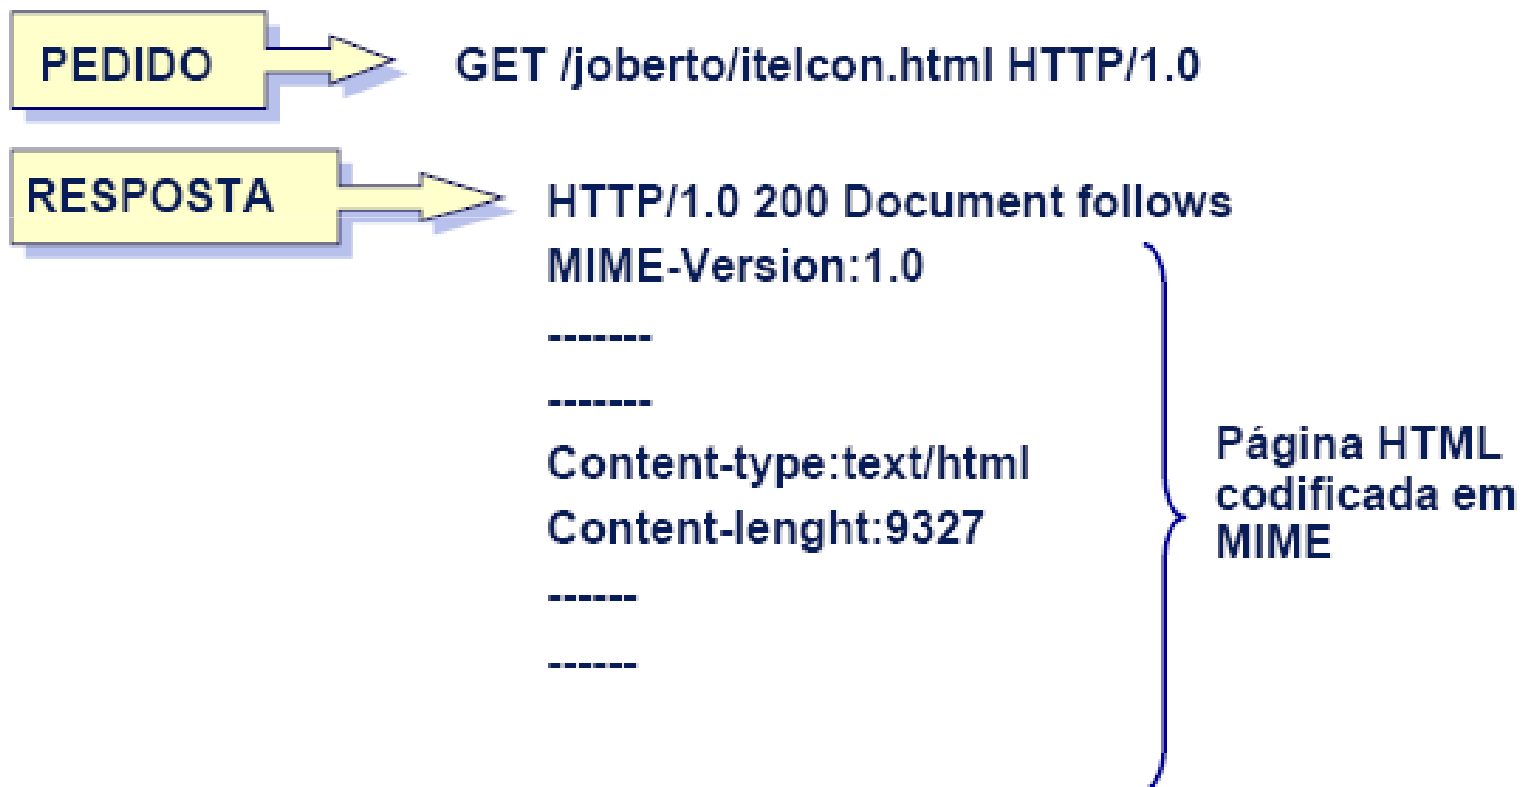 PEDIDO
GET /joberto/itelcon.html HTTP/1.0
RESPOSTA
HTTP/1.0 200 Document follows
MIME-Version:1.0
-------
-------
Content-type:text/html
Content-lenght:9327
------
------
Página HTML
codificada em
MIME